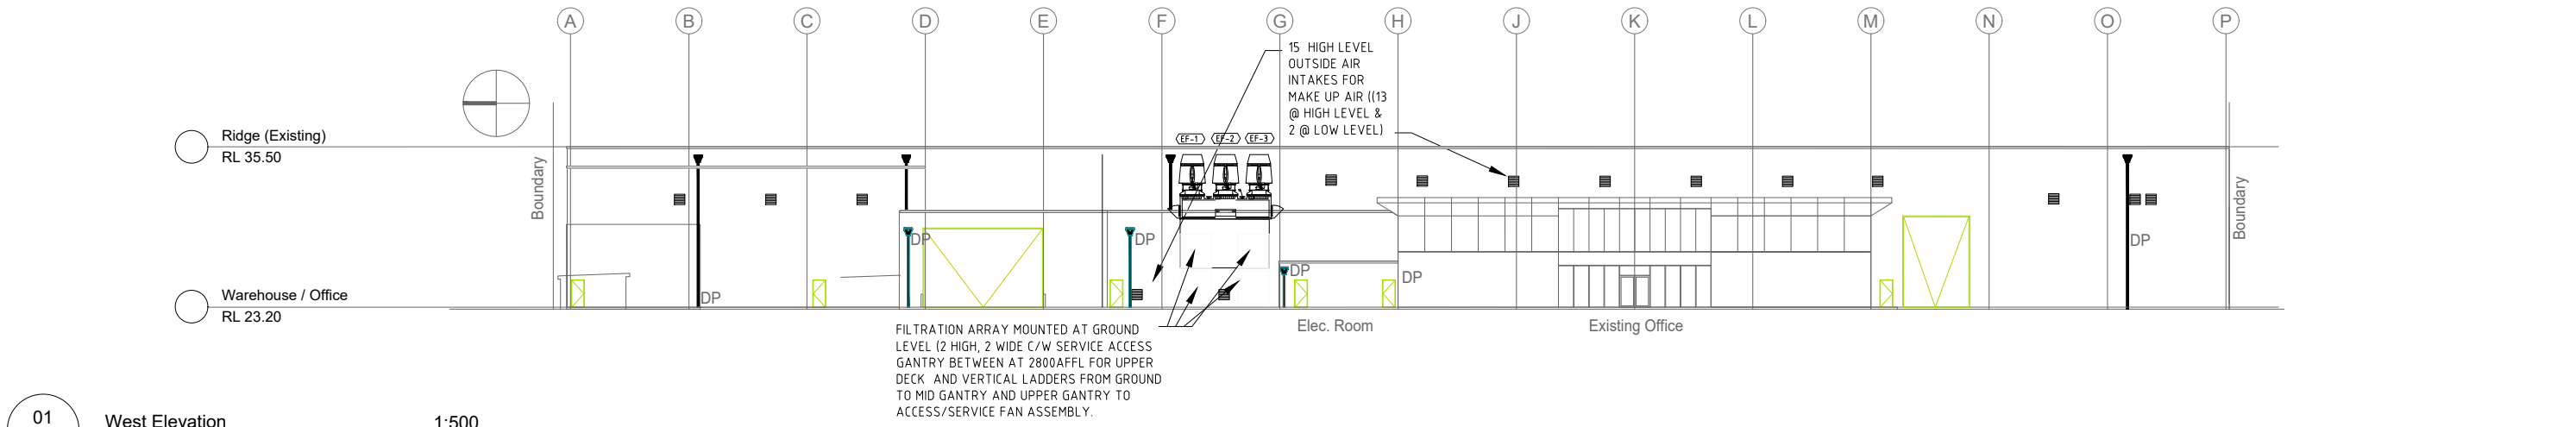 A B C D E F G H J K L M N O P
15 HIGH LEVEL
OUTSIDE AIR
INTAKES FOR
MAKE UP AIR ((13
@ HIGH LEVEL &
2 @ LOW LEVEL)
Ridge (Existing)
RL 35.50
EF-1 EF-2 EF-3
Boundary
Boundary
DP
DP
DP
DP
DP
DP
Warehouse / Office
RL 23.20
Elec. Room
Existing Office
FILTRATION ARRAY MOUNTED AT GROUND
LEVEL (2 HIGH, 2 WIDE C/W SERVICE ACCESS
GANTRY BETWEEN AT 2800AFFL FOR UPPER
DECK AND VERTICAL LADDERS FROM GROUND
TO MID GANTRY AND UPPER GANTRY TO
ACCESS/SERVICE FAN ASSEMBLY.
01
West Elevation
1:500